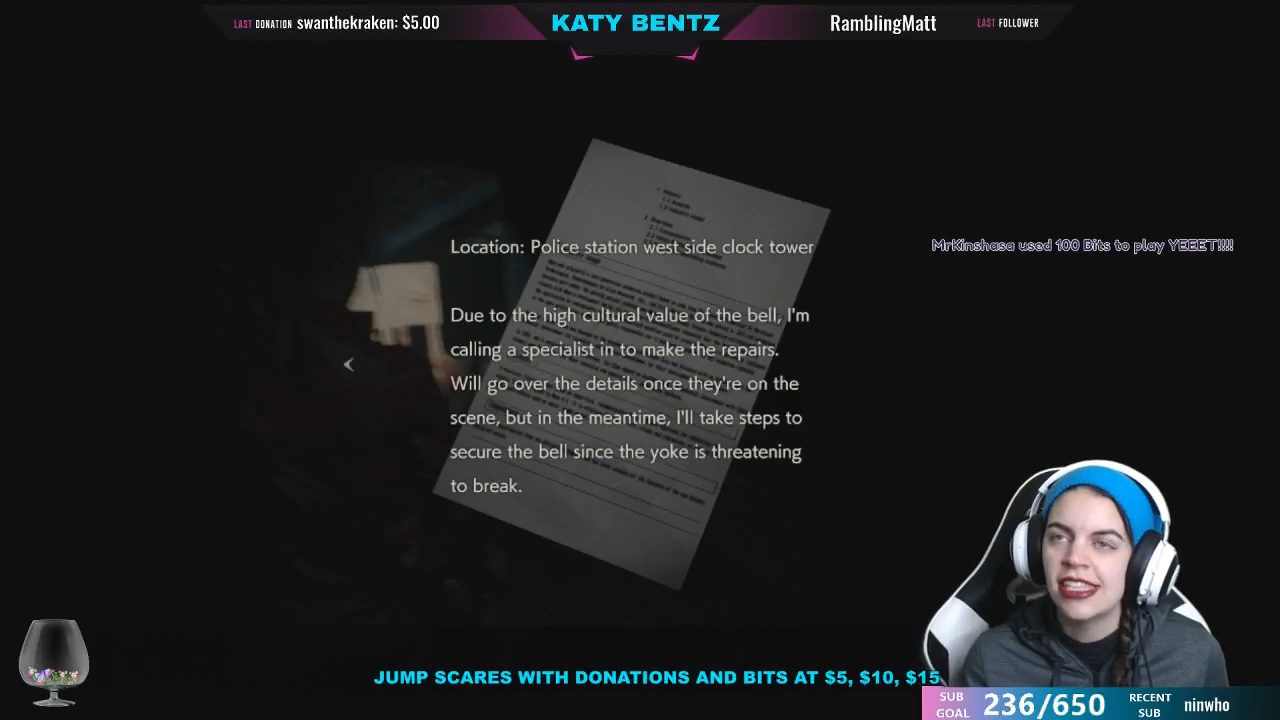 LAST DONATION swanthekraken: $5.00
KATY BENTZ
RamblingMatt LAST FOLLOWER
Location: Police station west side clock tower
MrKinshasa used 100 Bits to play YEEET!!!!
Due to the high cultural value of the bell, I'm
calling a specialist in to make the repairs.
Will go over the details once they're on the
scene, but in the meantime, I'll take steps to
secure the bell since the yoke is threatening
to break.
JUMP SCARES WITH DONATIONS AND BITS AT $5, $10, $15
SUB GOAL 236/650 RECENT SUB ninwho